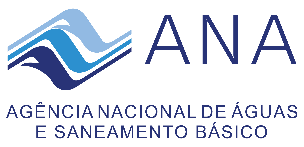 ANA
AGÊNCIA NACIONAL DE ÁGUAS
E SANEAMENTO BÁSICO